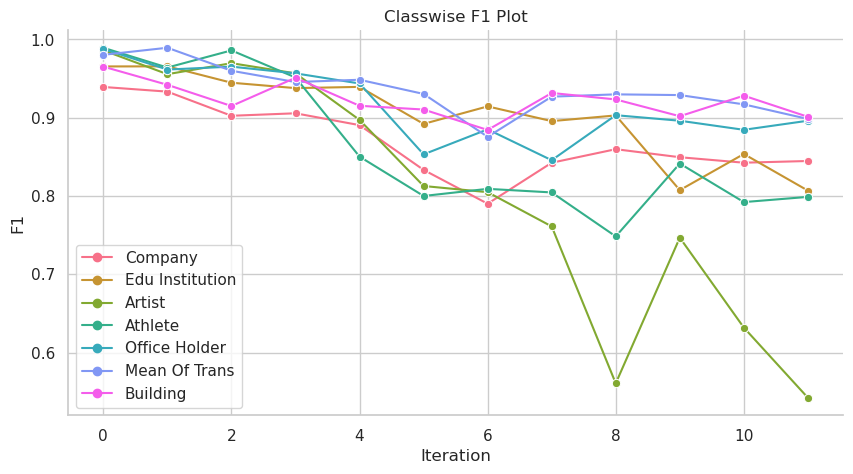 Classwise F1 Plot
1.0
0.9
0.8
0.7
0.6
F1
Company
Edu Institution
Artist
Athlete
Office Holder
Mean Of Trans
Building
0 2 4 6 8 10
Iteration